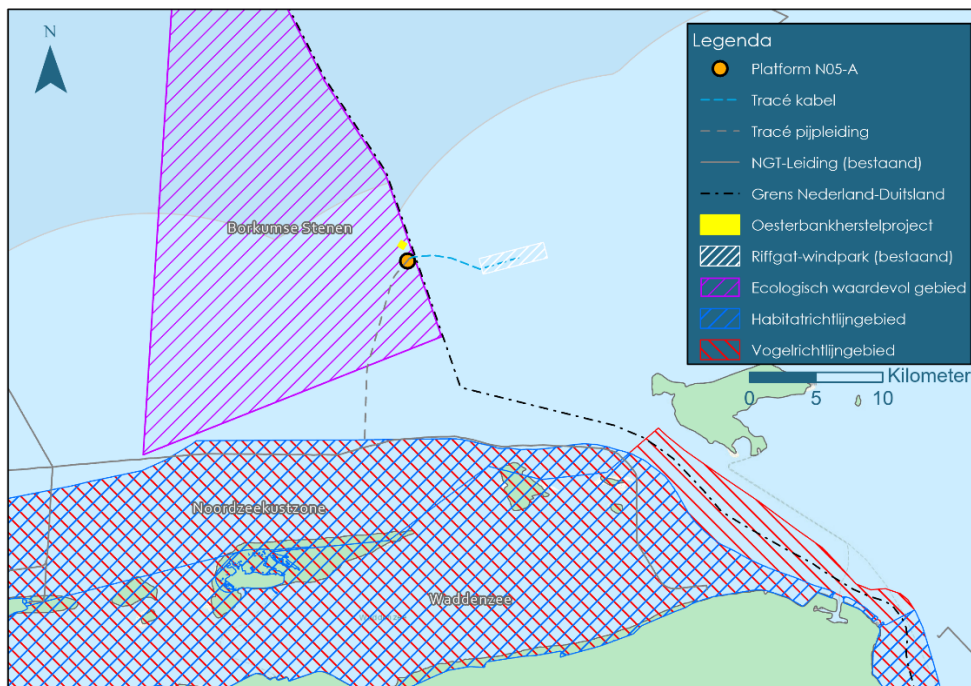 N
Legenda
Platform N05-A
Tracé kabel
Tracé pijpleiding
NGT-Leiding (bestaand)
Grens Nederland-Duitsland
Oesterbankherstelproject
Riffgat-windpark (bestaand)
Ecologisch waardevol gebied
Habitatrichtlijngebied
Vogelrichtlijngebied
Kilometer
0 5 10
Borkumse Stenen
Noordzeekustzone
Waddenzee